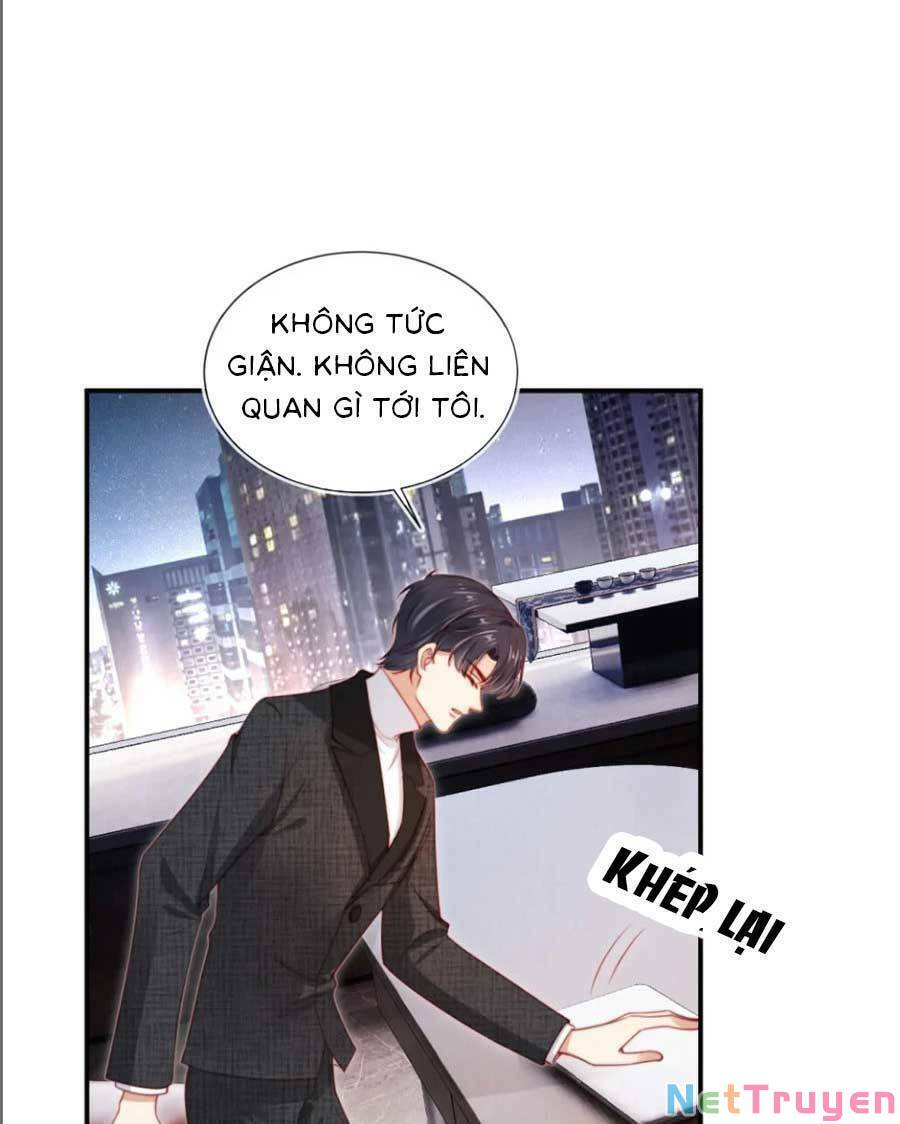 KHÔNG TỨC
GIẬN. KHÔNG LIÊN
QUAN GÌ TỚI TÔI.
KHÉP LẠI
NetTruyen